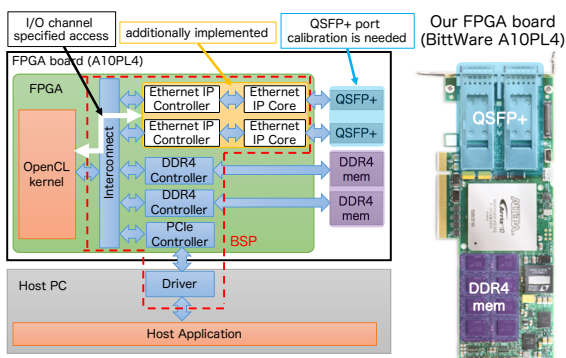 I/O channel
specified access
additionally implemented
QSFP+ port
calibration is needed
Our FPGA board
(BittWare A10PL4)
FPGA board (A10PL4)
FPGA
OpenCL
kernel
Interconnect
Ethernet IP
Controller
Ethernet
IP Core
QSFP+
Ethernet IP
Controller
Ethernet
IP Core
QSFP+
DDR4
Controller
DDR4
mem
DDR4
Controller
DDR4
mem
PCIe
Controller
BSP
Host PC
Driver
Host Application
QSFP+
DDR4
mem